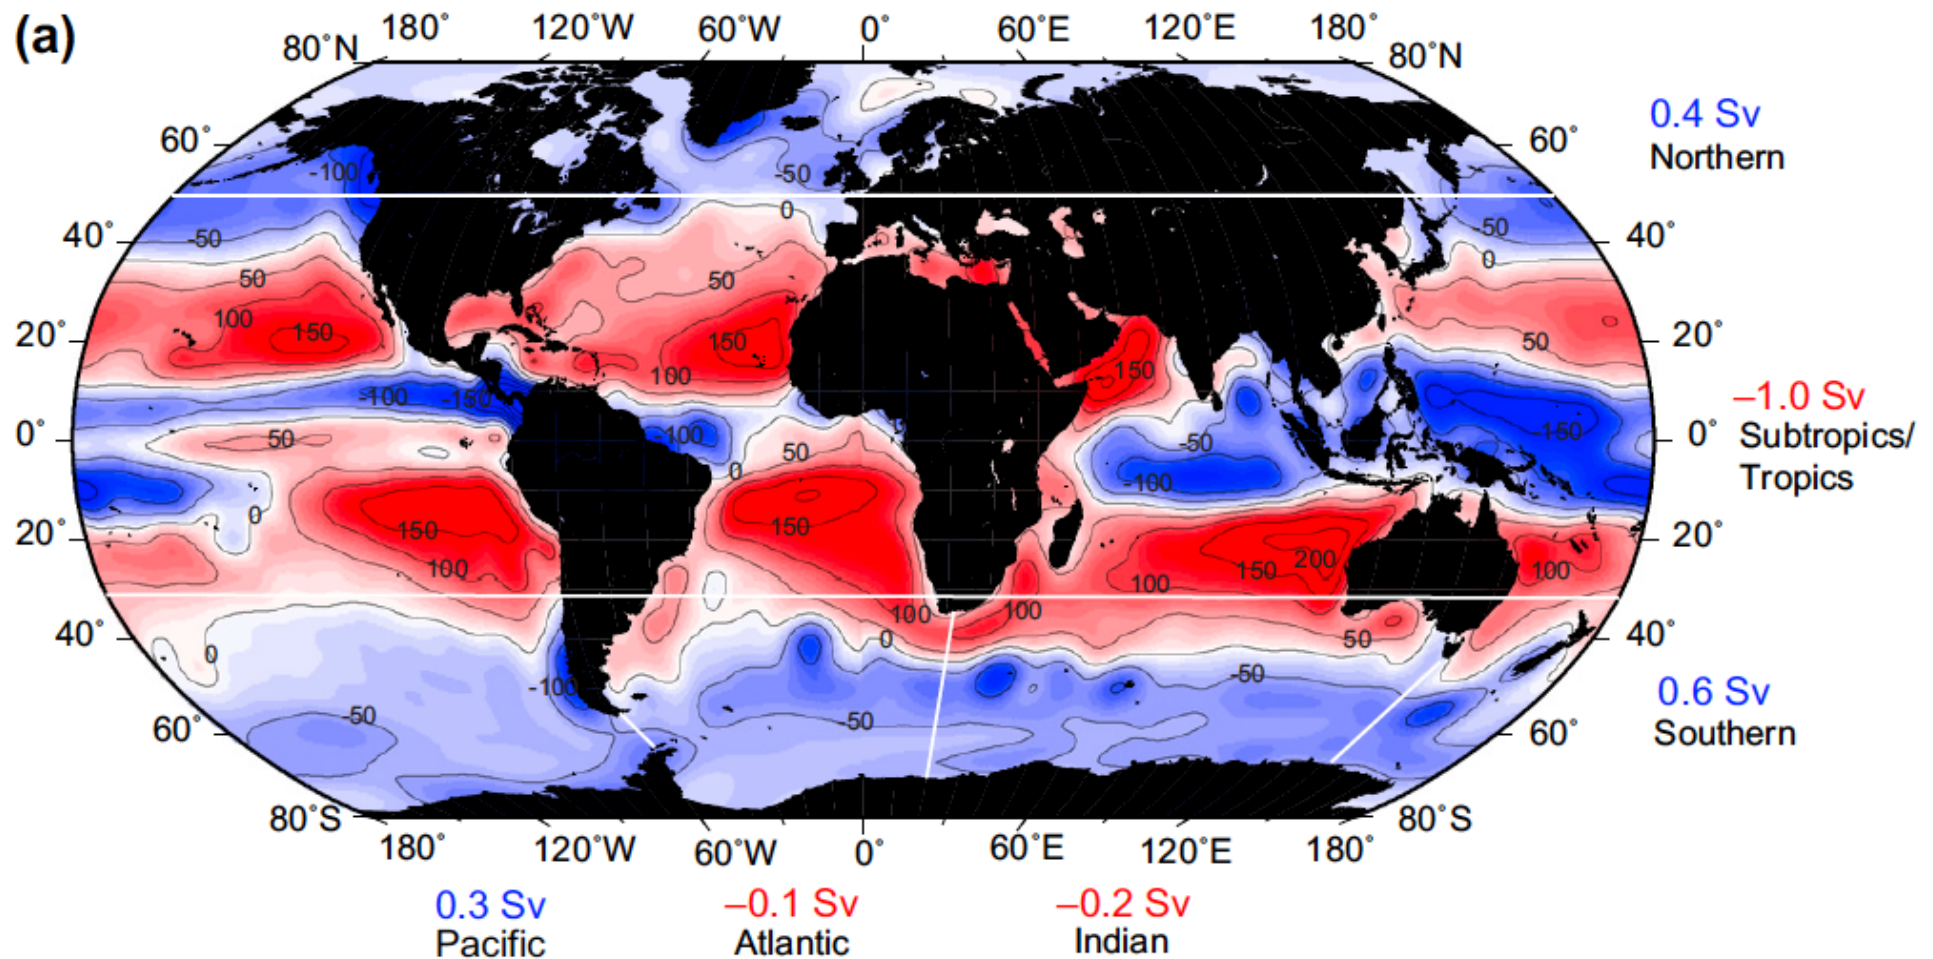 (a)
180° 120°W 60°W 0° 60°E 120°E 180°
80°N 80°N
0.4 Sv
Northern
60° 60°
-100 -50
0
40° 40°
-50 -50
50 50 0
100 150 150 50
20° 20°
100 150
-100 -150 -150
–1.0 Sv
Subtropics/
Tropics
0° 0°
50 -100 50 -50
0 -100
0 150 150
20° 20°
100 100 150 200 100
100 100
40° 40°
0 0 50
-100 -50
-50 -50
0.6 Sv
Southern
60° 60°
80°S 80°S
180° 120°W 60°W 0° 60°E 120°E 180°
0.3 Sv –0.1 Sv –0.2 Sv
Pacific Atlantic Indian